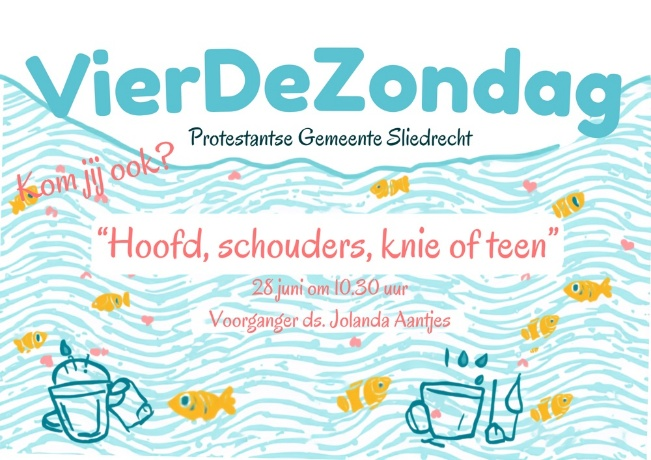 VierDeZondag
Protestantse Gemeente Sliedrecht
Kom jij ook?
"Hoofd, schouders, knie of teen"
28 juni om 10.30 uur
Voorganger ds. Jolanda Aantjes